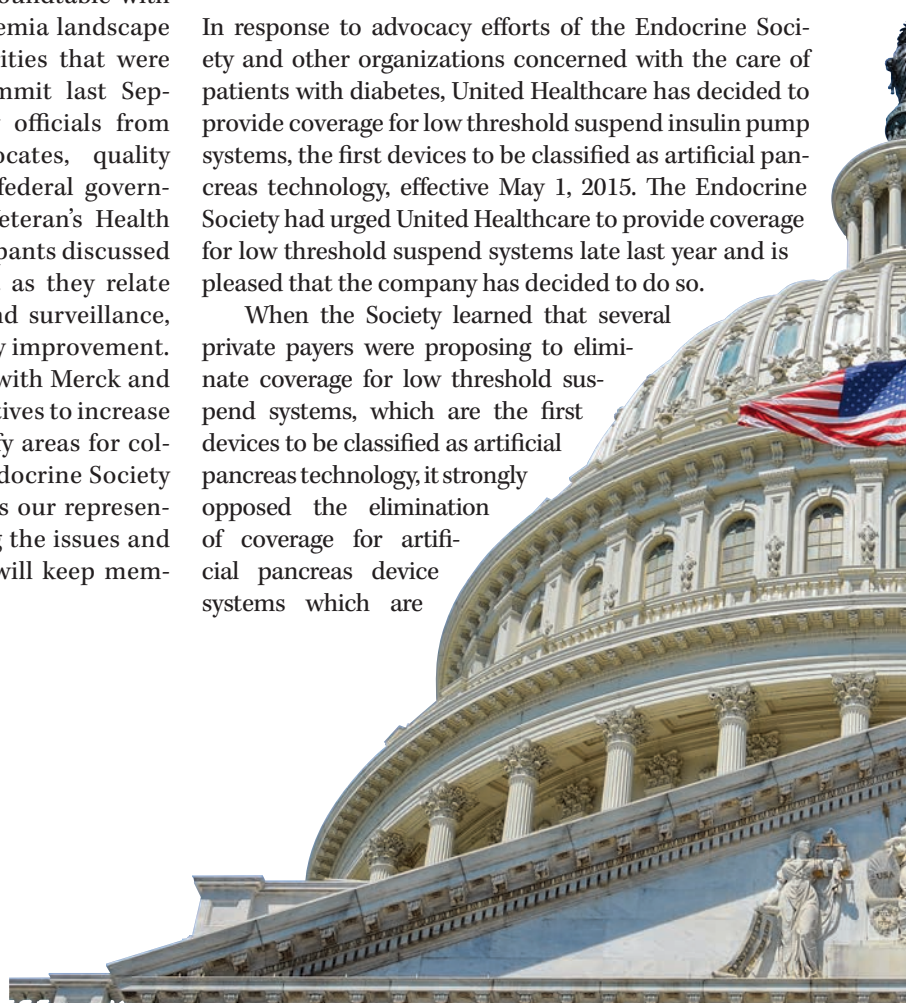 emia landscape
ities that were
mmit last Sep-
officials from
ocates, quality
federal govern-
eteran's Health
pants discussed
as they relate
nd surveillance,
y improvement.
with Merck and
tives to increase
fy areas for col-
docrine Society
s our represen-
g the issues and
will keep mem-
In response to advocacy efforts of the Endocrine Soci-
ety and other organizations concerned with the care of
patients with diabetes, United Healthcare has decided to
provide coverage for low threshold suspend insulin pump
systems, the first devices to be classified as artificial pan-
creas technology, effective May 1, 2015. The Endocrine
Society had urged United Healthcare to provide coverage
for low threshold suspend systems late last year and is
pleased that the company has decided to do so.
When the Society learned that several
private payers were proposing to elimi-
nate coverage for low threshold sus-
pend systems, which are the first
devices to be classified as artificial
pancreas technology, it strongly
opposed the elimination
of coverage for artifi-
cial pancreas device
systems which are
USA